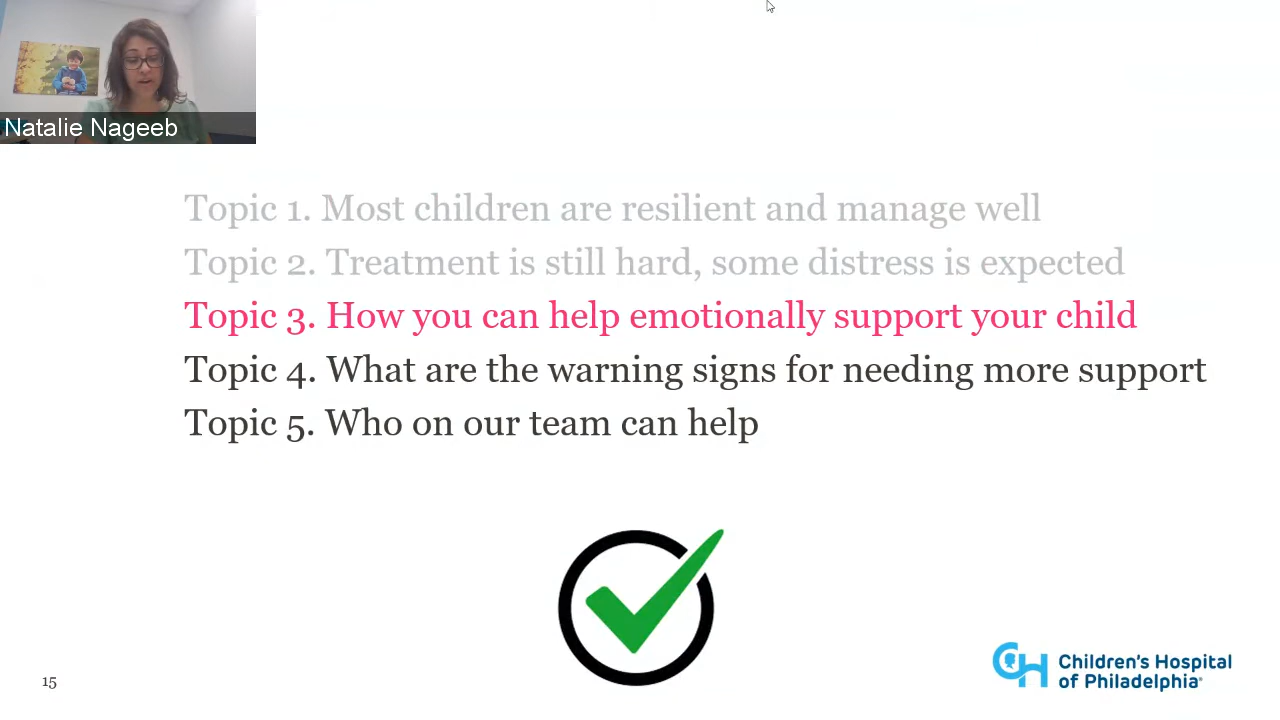 Natalie Nageeb
Topic 1. Most children are resilient and manage well
Topic 2. Treatment is still hard, some distress is expected
Topic 3. How you can help emotionally support your child
Topic 4. What are the warning signs for needing more support
Topic 5. Who on our team can help
15
CH Children's Hospital
of Philadelphia